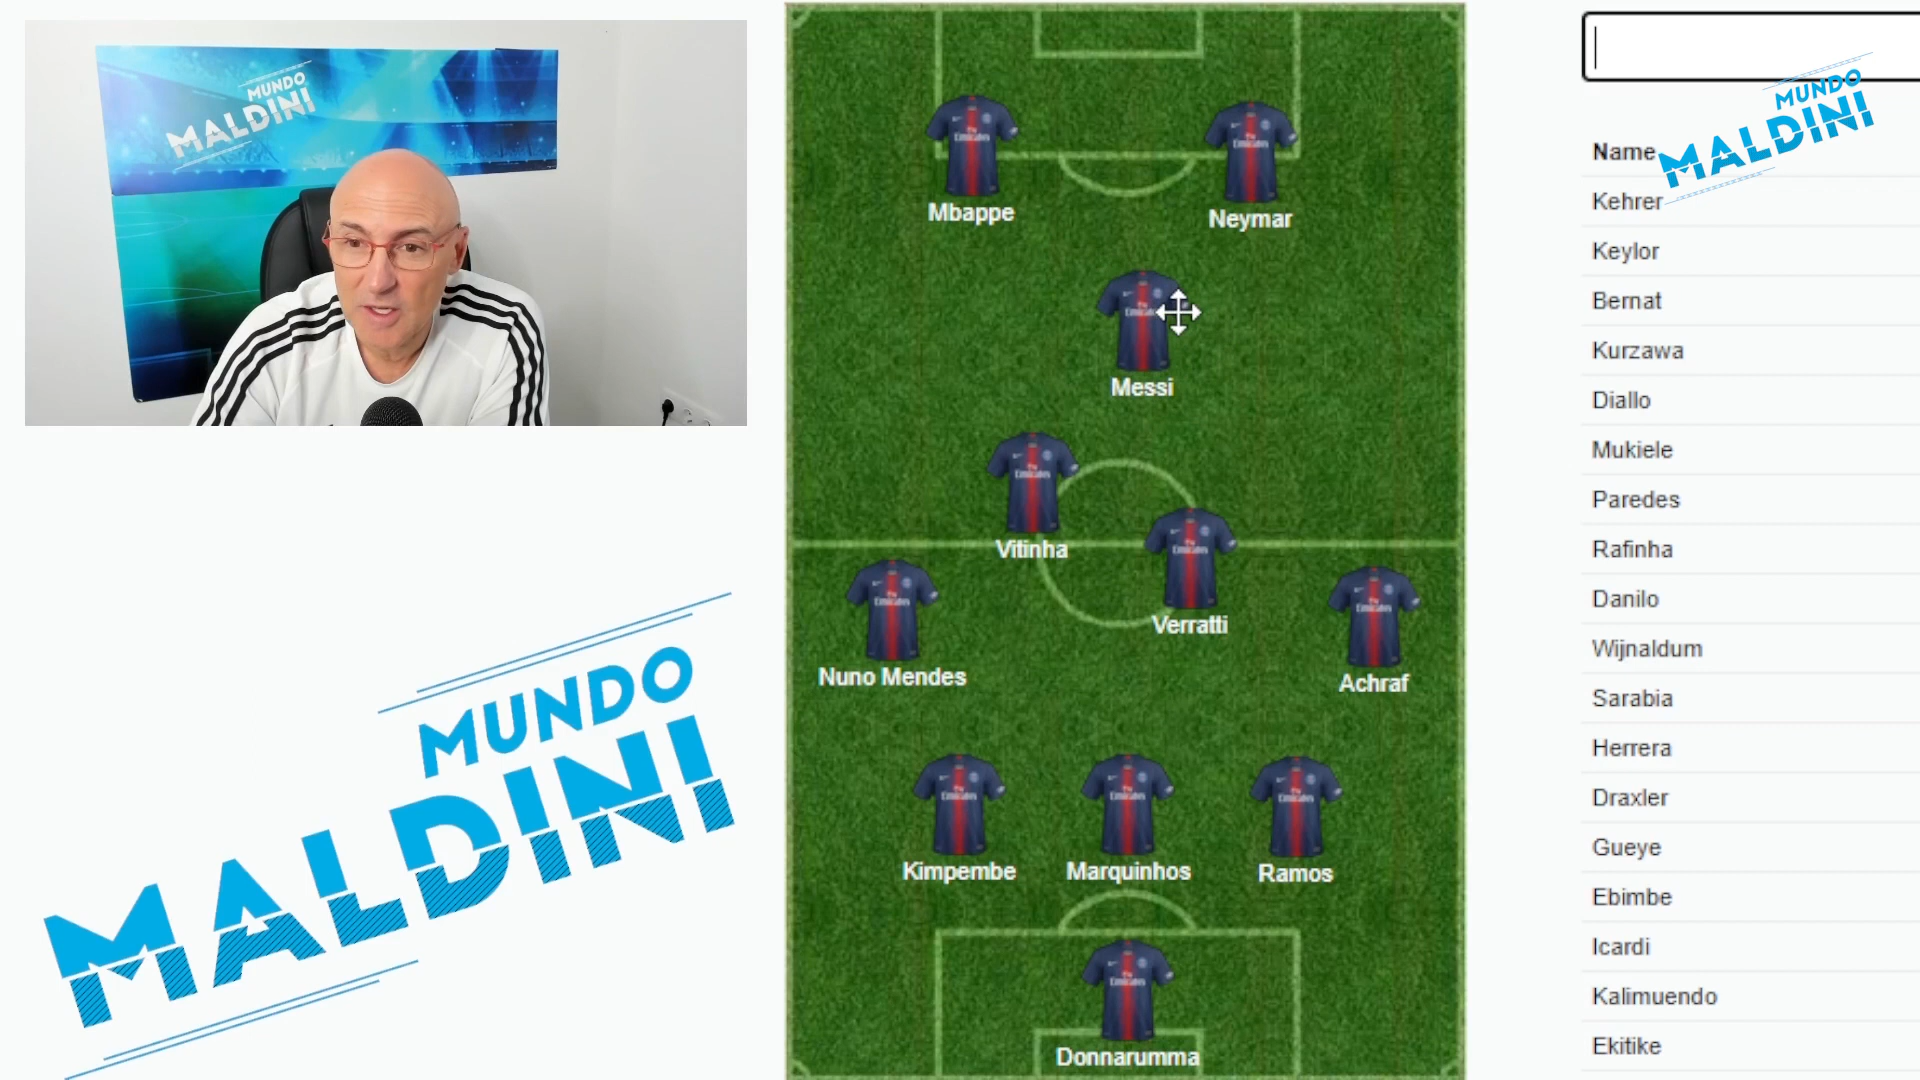 MUNDO
MALDINI
MUNDO
MALDINI
Mbappe
Neymar
Messi
Vitinha
Verratti
Nuno Mendes
Achraf
Kimpembe
Marquinhos
Ramos
Donnarumma
MUNDO
MALDINI
Name
Kehrer
Keylor
Bernat
Kurzawa
Diallo
Mukiele
Paredes
Rafinha
Danilo
Wijnaldum
Sarabia
Herrera
Draxler
Gueye
Ebimbe
Icardi
Kalimuendo
Ekitike